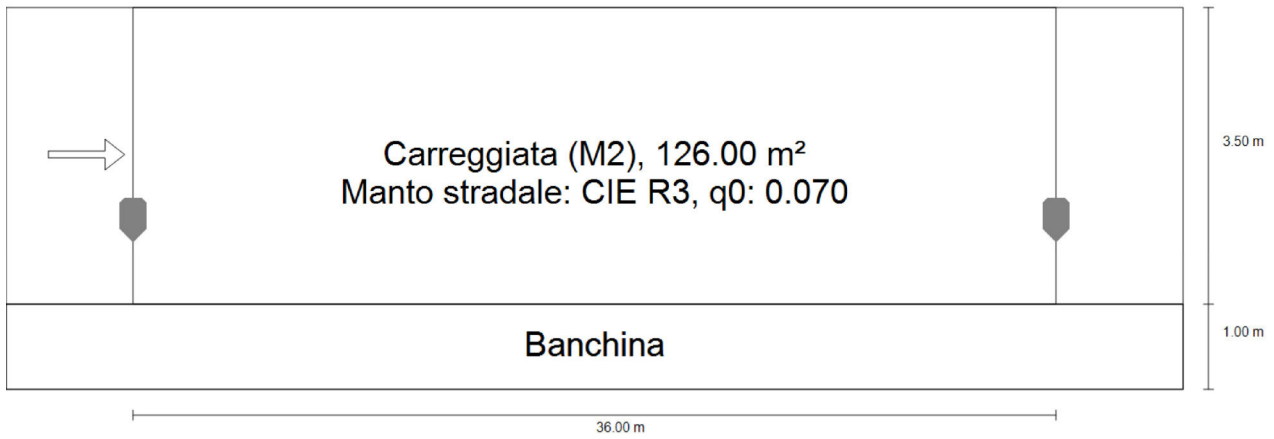 Carreggiata (M2), 126.00 m²
Manto stradale: CIE R3, q0: 0.070
3.50 m
Banchina
1.00 m
36.00 m